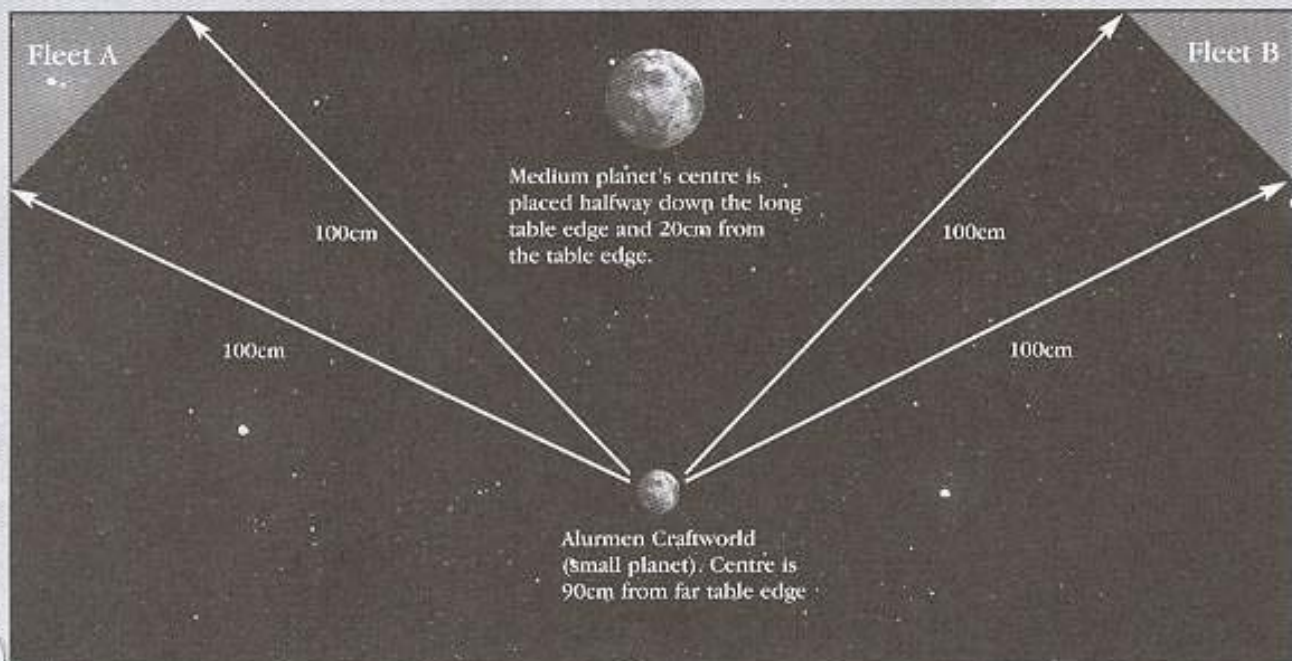 Fleet A
Fleet B
Medium planet's centre is
placed halfway down the long
table edge and 20cm from
the table edge.
100cm
100cm
100cm
100cm
Alurmen Craftworld
(small planet). Centre is
90cm from far table edge